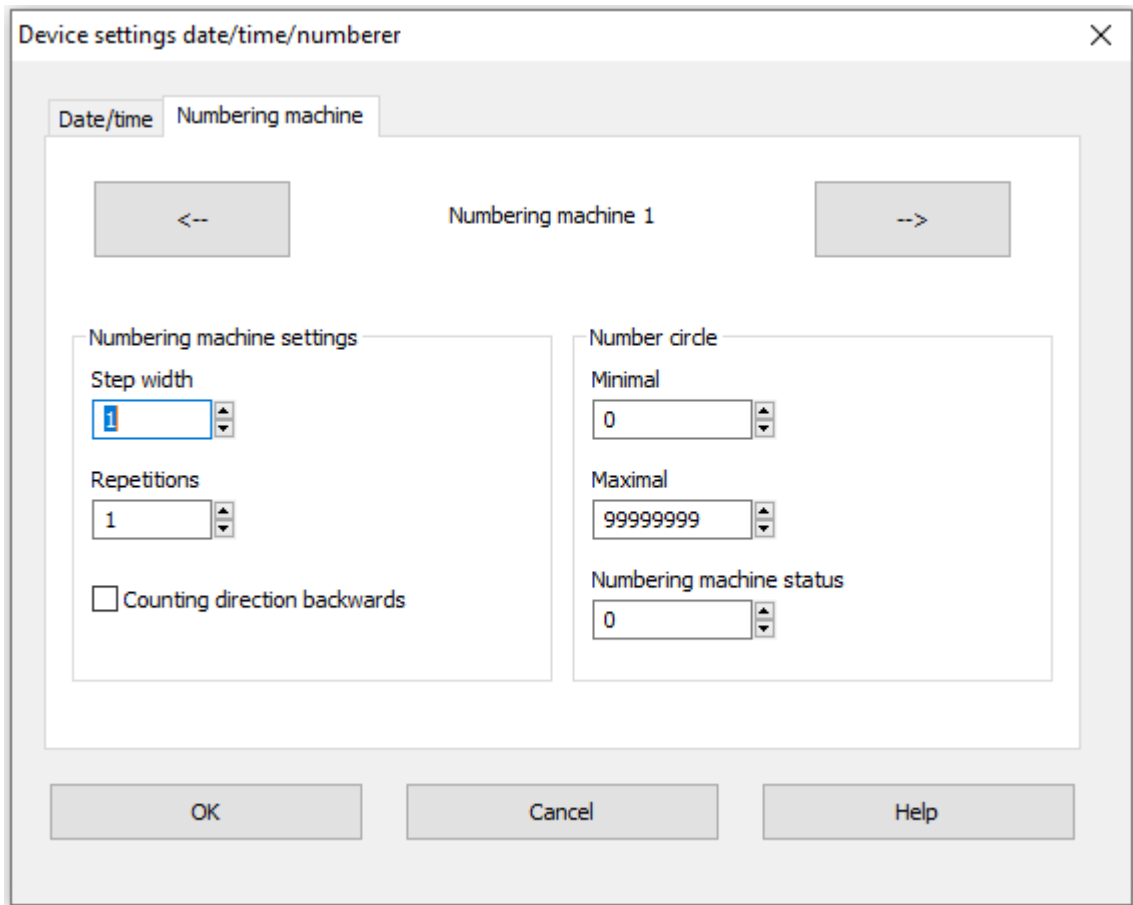 Device settings date/time/numberer
Date/time Numbering machine
<-- Numbering machine 1 -->
Numbering machine settings
Step width
1
Repetitions
1
Counting direction backwards
Number circle
Minimal
0
Maximal
99999999
Numbering machine status
0
OK Cancel Help